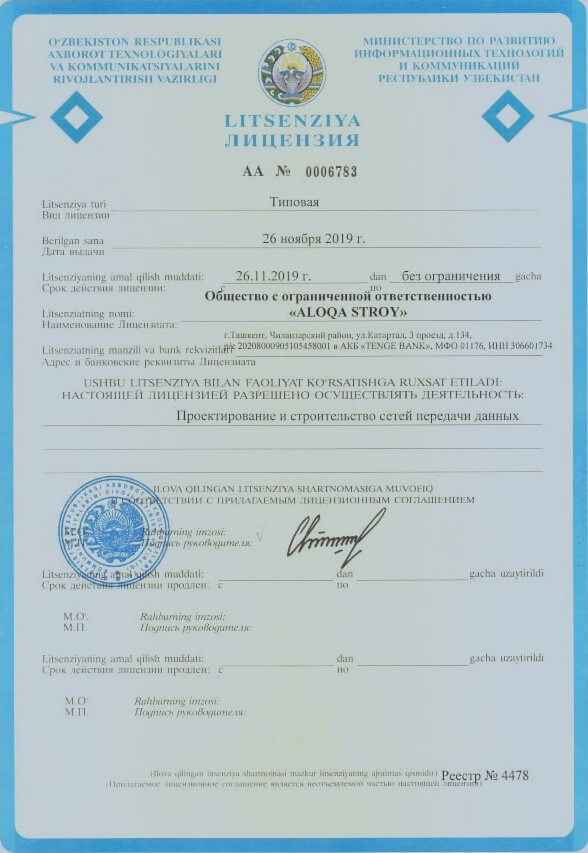 O‘ZBEKISTON RESPUBLIKASI
AXBOROT TEXNOLOGIYALARI
VA KOMMUNIKATSIYALARINI
RIVOJLANTIRISH VAZIRLIGI
МИНИСТЕРСТВО ПО РАЗВИТИЮ
ИНФОРМАЦИОННЫХ ТЕХНОЛОГИЙ
И КОММУНИКАЦИЙ
РЕСПУБЛИКИ УЗБЕКИСТАН
LITSENZIYA
ЛИЦЕНЗИЯ
АА № 0006783
Litsenziya turi Типовая
Вид лицензии
Berilgan sana 26 ноября 2019 г.
Дата выдачи
Litsenziyaning amal qilish muddati: 26.11.2019 г. dan без ограничения gacha
Срок действия лицензии: с по
Общество с ограниченной ответственностью
Litsenziatning nomi: «ALOQA STROY»
Наименование Лицензиата:
г.Ташкент, Чиланзарский район, ул.Катартал, 3 проезд, д.134,
Litsenziatning manzili va bank rekvizitlari р/с 20208000905105458001 в АКБ «TENGE BANK», МФО 01176, ИНН 306601734
Адрес и банковские реквизиты Лицензиата
USHBU LITSENZIYA BILAN FAOLIYAT KO‘RSATISHGA RUXSAT ETILADI:
НАСТОЯЩЕЙ ЛИЦЕНЗИЕЙ РАЗРЕШЕНО ОСУЩЕСТВЛЯТЬ ДЕЯТЕЛЬНОСТЬ:
Проектирование и строительство сетей передачи данных
ILOVA QILINGAN LITSENZIYA SHARTNOMASIGA MUVOFIQ
В СООТВЕТСТВИИ С ПРИЛАГАЕМЫМ ЛИЦЕНЗИОННЫМ СОГЛАШЕНИЕМ
Rahbarning imzosi:
Подпись руководителя:
Litsenziyaning amal qilish muddati: dan gacha uzaytirildi
Срок действия лицензии продлен: с по
M.O‘. Rahbarning imzosi:
М.П. Подпись руководителя:
Litsenziyaning amal qilish muddati: dan gacha uzaytirildi
Срок действия лицензии продлен: с по
M.O‘. Rahbarning imzosi:
М.П. Подпись руководителя:
(Ilova qilingan litsenziya shartnomasi mazkur litsenziyaning ajralmas qismidir) Реестр № 4478
(Прилагаемое лицензионное соглашение является неотъемлемой частью настоящей лицензии)